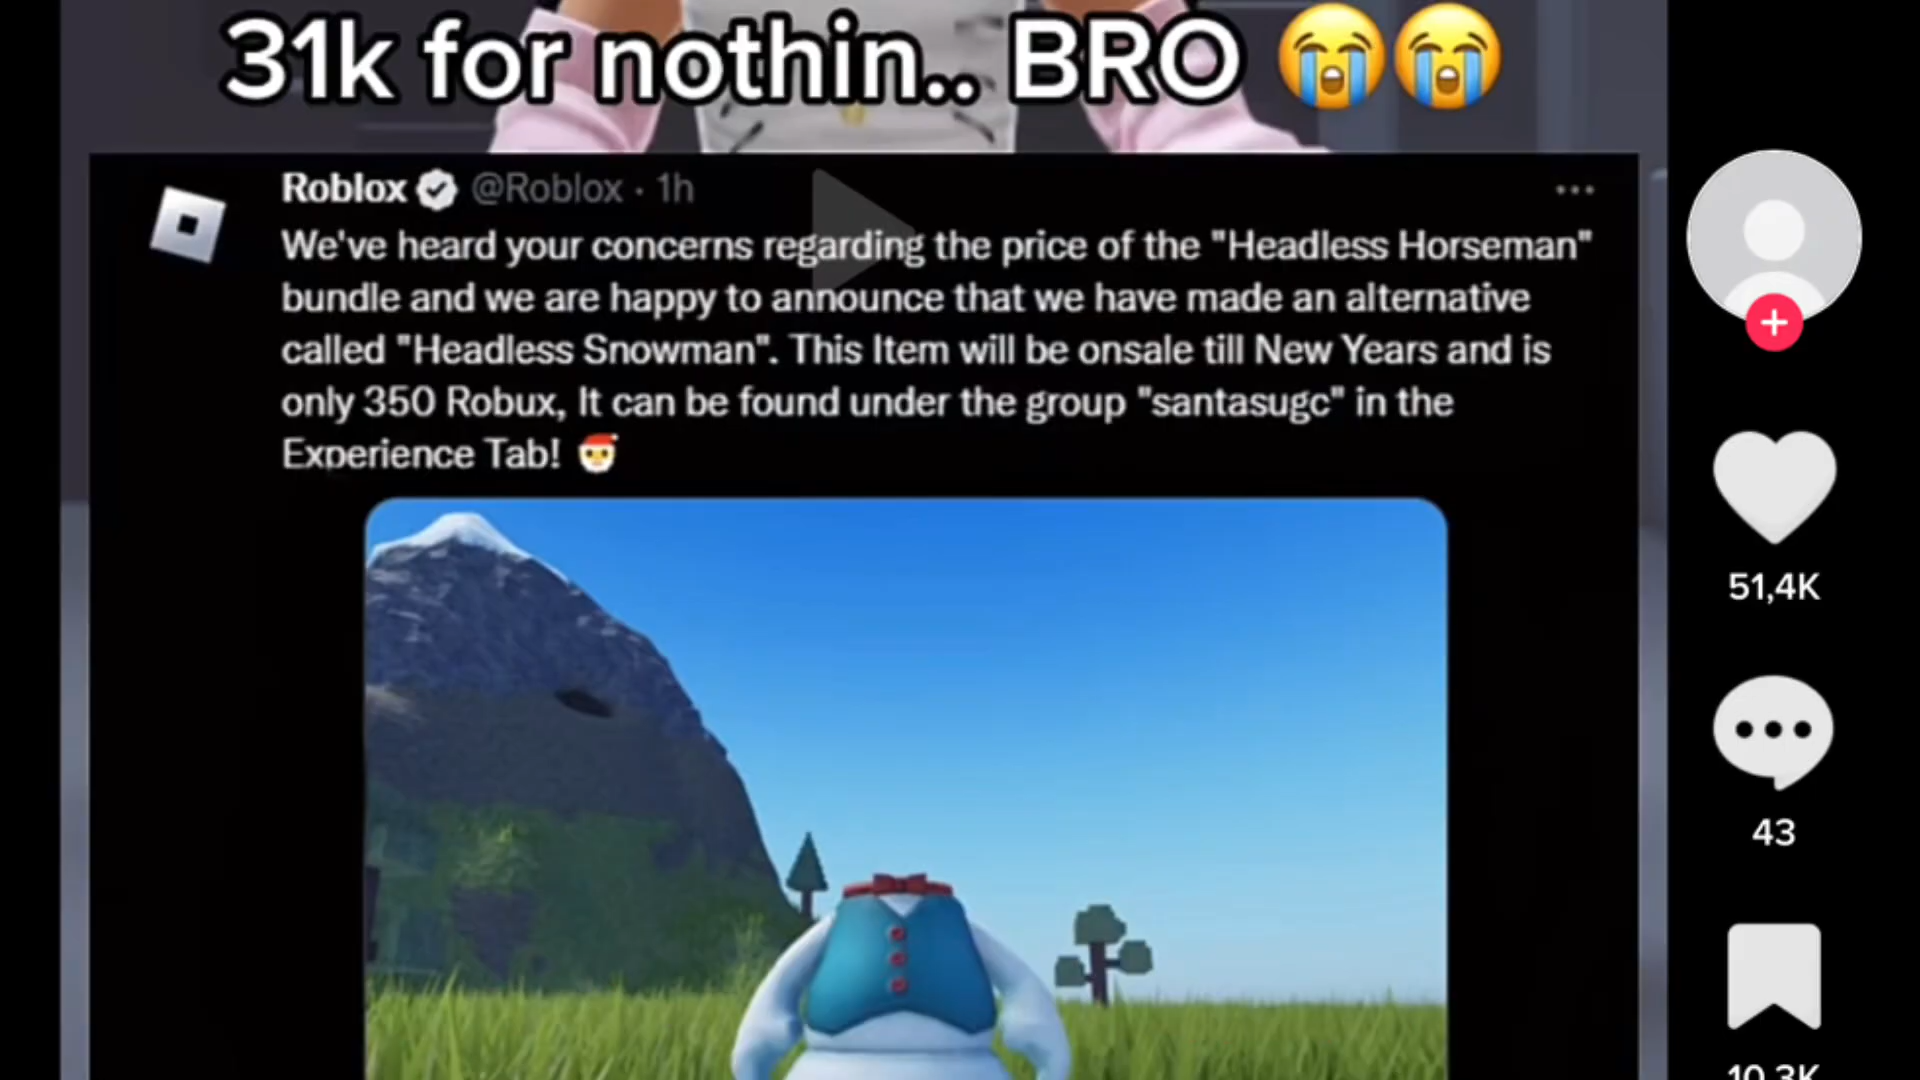 31k for nothin.. BRO 😭😭
Roblox @Roblox · 1h
We've heard your concerns regarding the price of the "Headless Horseman"
bundle and we are happy to announce that we have made an alternative
called "Headless Snowman". This Item will be onsale till New Years and is
only 350 Robux, It can be found under the group "santasugc" in the
Experience Tab! 🎅
51,4K
43
10,3K